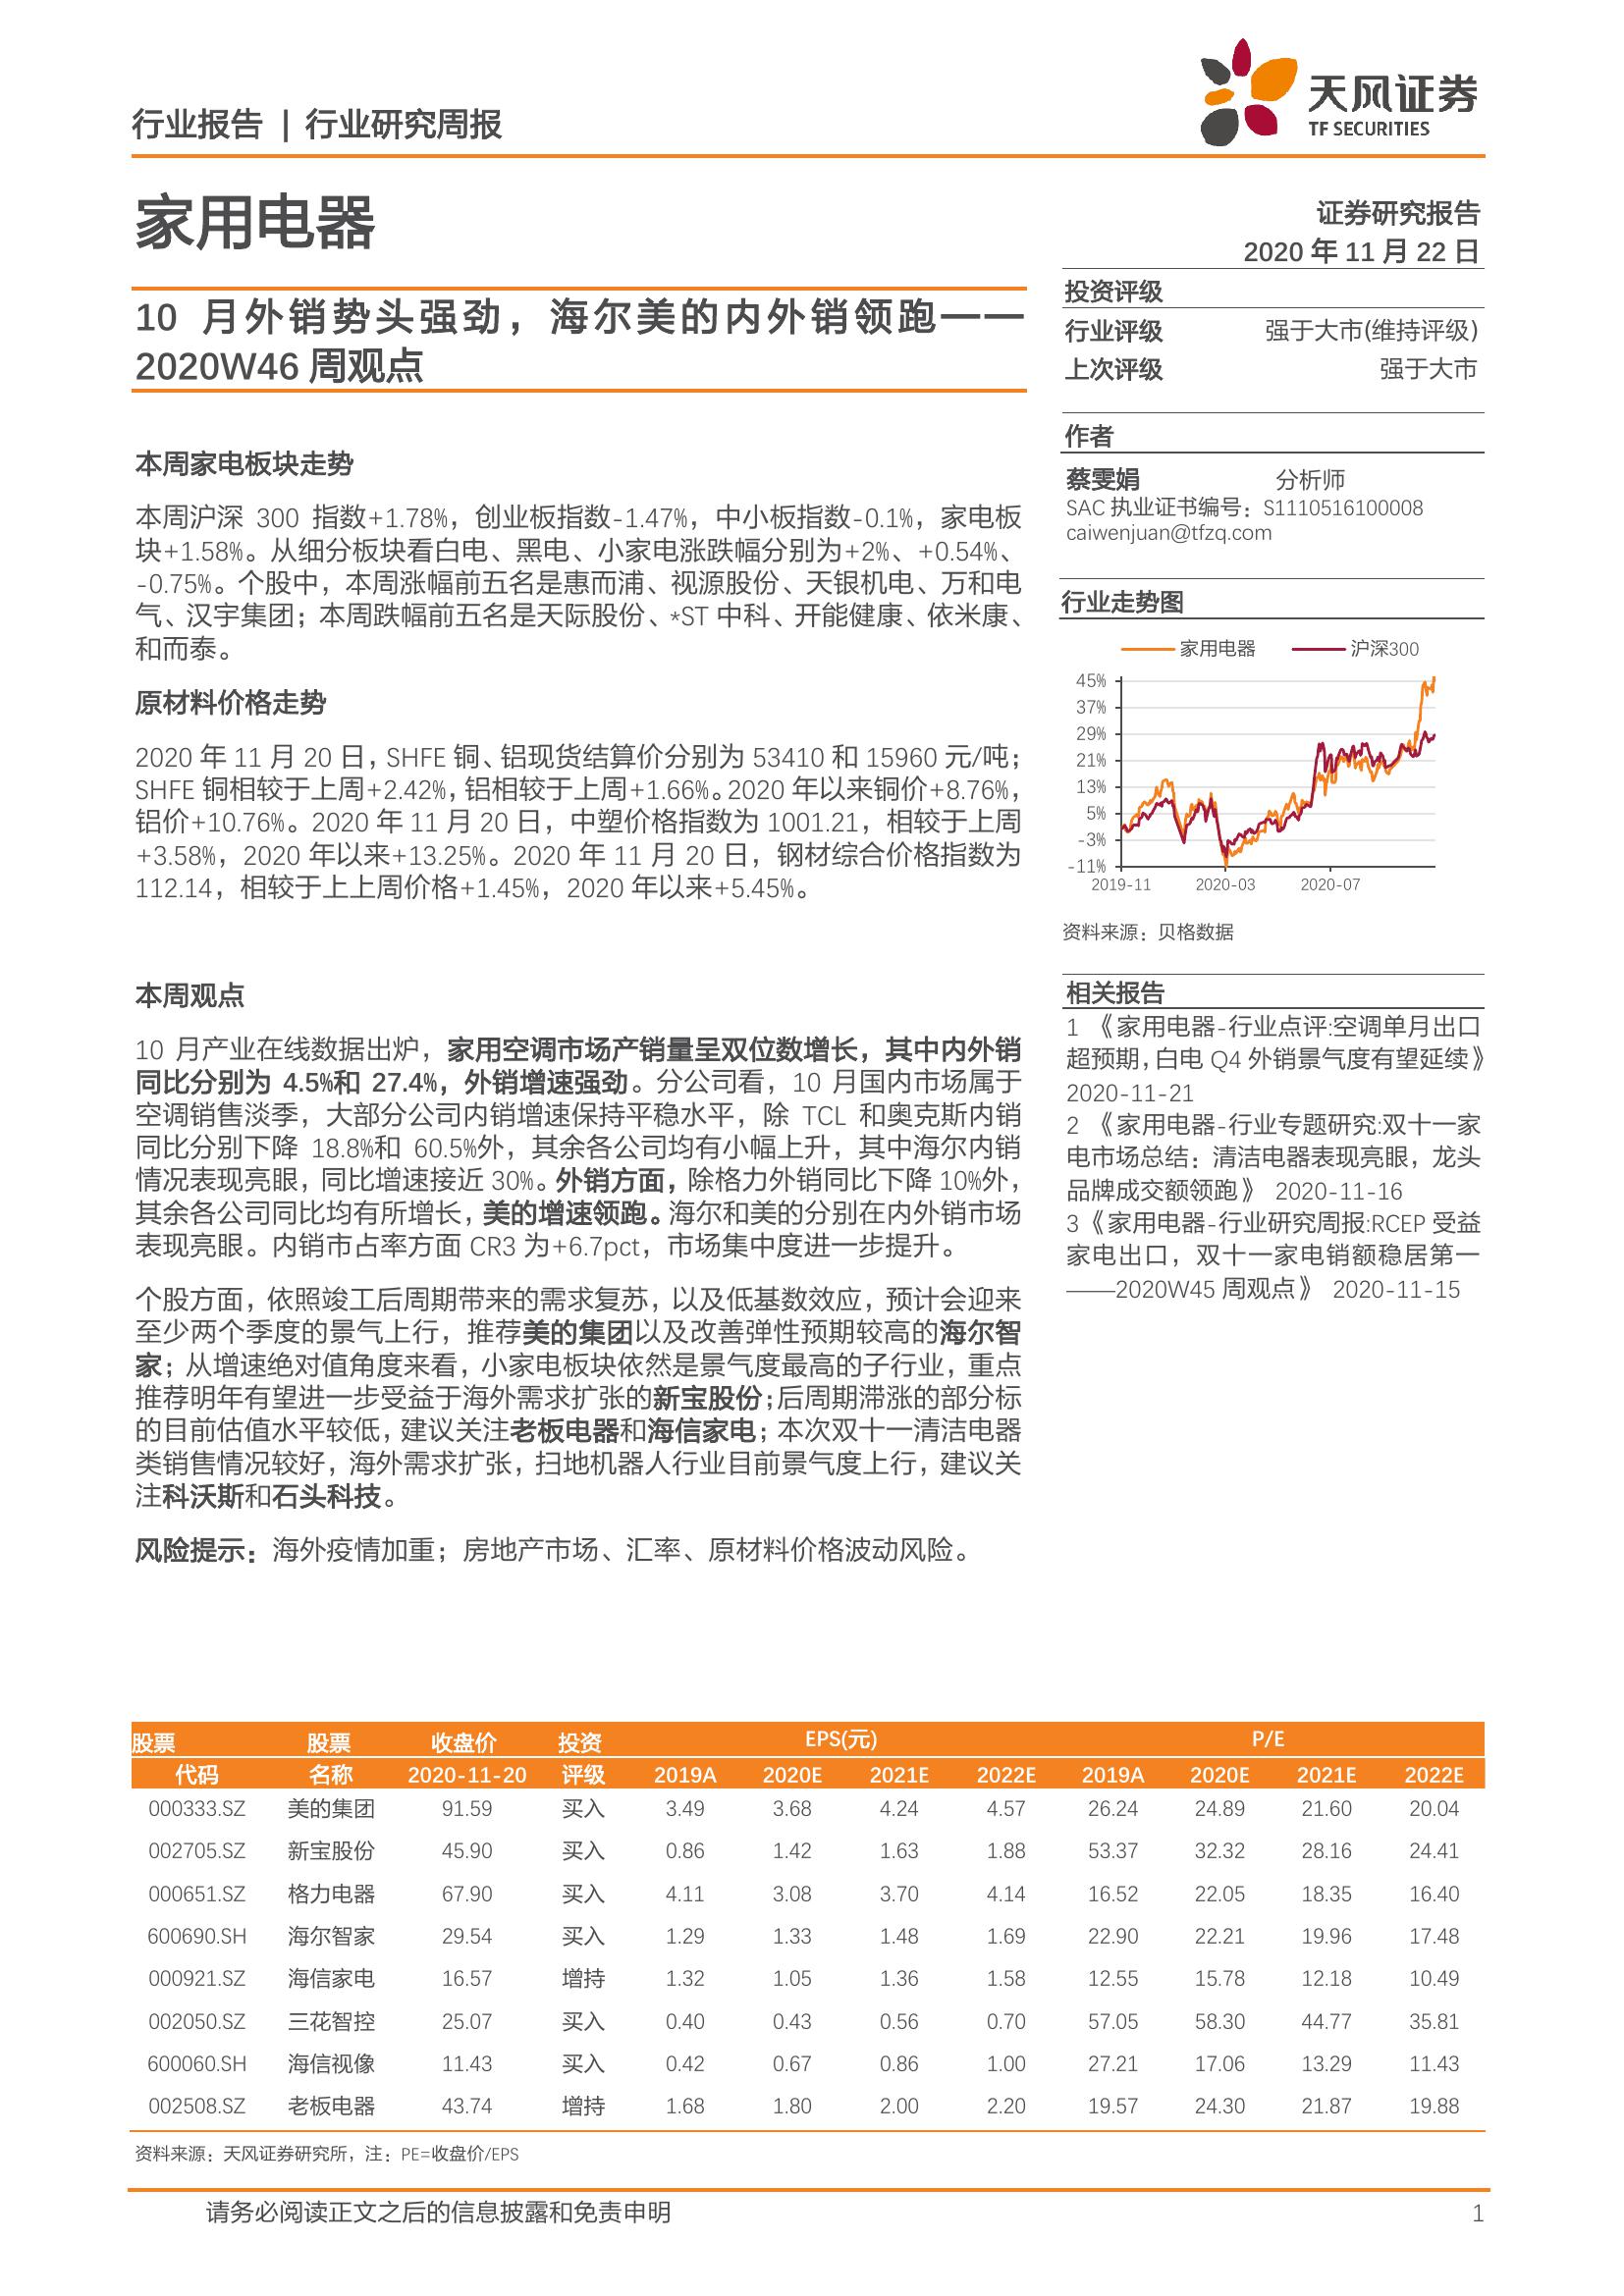 行业报告 | 行业研究周报
天风证券
TF SECURITIES
家用电器
证券研究报告
2020 年 11 月 22 日
10 月外销势头强劲，海尔美的内外销领跑——
2020W46 周观点
投资评级
行业评级 强于大市(维持评级)
上次评级 强于大市
作者
蔡雯娟 分析师
SAC 执业证书编号：S1110516100008
caiwenjuan@tfzq.com
行业走势图
家用电器 沪深300
45%
37%
29%
21%
13%
5%
-3%
-11%
2019-11 2020-03 2020-07
资料来源：贝格数据
相关报告
1 《家用电器-行业点评:空调单月出口
超预期，白电 Q4 外销景气度有望延续》
2020-11-21
2 《家用电器-行业专题研究:双十一家
电市场总结：清洁电器表现亮眼，龙头
品牌成交额领跑》 2020-11-16
3《家用电器-行业研究周报:RCEP 受益
家电出口，双十一家电销额稳居第一
——2020W45 周观点》 2020-11-15
本周家电板块走势
本周沪深 300 指数+1.78%，创业板指数-1.47%，中小板指数-0.1%，家电板
块+1.58%。从细分板块看白电、黑电、小家电涨跌幅分别为+2%、+0.54%、
-0.75%。个股中，本周涨幅前五名是惠而浦、视源股份、天银机电、万和电
气、汉宇集团；本周跌幅前五名是天际股份、*ST 中科、开能健康、依米康、
和而泰。
原材料价格走势
2020 年 11 月 20 日，SHFE 铜、铝现货结算价分别为 53410 和 15960 元/吨；
SHFE 铜相较于上周+2.42%，铝相较于上周+1.66%。2020 年以来铜价+8.76%，
铝价+10.76%。2020 年 11 月 20 日，中塑价格指数为 1001.21，相较于上周
+3.58%，2020 年以来+13.25%。2020 年 11 月 20 日，钢材综合价格指数为
112.14，相较于上上周价格+1.45%，2020 年以来+5.45%。
本周观点
10 月产业在线数据出炉，家用空调市场产销量呈双位数增长，其中内外销
同比分别为 4.5%和 27.4%，外销增速强劲。分公司看，10 月国内市场属于
空调销售淡季，大部分公司内销增速保持平稳水平，除 TCL 和奥克斯内销
同比分别下降 18.8%和 60.5%外，其余各公司均有小幅上升，其中海尔内销
情况表现亮眼，同比增速接近 30%。外销方面，除格力外销同比下降 10%外，
其余各公司同比均有所增长，美的增速领跑。海尔和美的分别在内外销市场
表现亮眼。内销市占率方面 CR3 为+6.7pct，市场集中度进一步提升。
个股方面，依照竣工后周期带来的需求复苏，以及低基数效应，预计会迎来
至少两个季度的景气上行，推荐美的集团以及改善弹性预期较高的海尔智
家；从增速绝对值角度来看，小家电板块依然是景气度最高的子行业，重点
推荐明年有望进一步受益于海外需求扩张的新宝股份；后周期滞涨的部分标
的目前估值水平较低，建议关注老板电器和海信家电；本次双十一清洁电器
类销售情况较好，海外需求扩张，扫地机器人行业目前景气度上行，建议关
注科沃斯和石头科技。
风险提示：海外疫情加重；房地产市场、汇率、原材料价格波动风险。
股票 股票 收盘价 投资 EPS(元) P/E
代码 名称 2020-11-20 评级 2019A 2020E 2021E 2022E 2019A 2020E 2021E 2022E
000333.SZ 美的集团 91.59 买入 3.49 3.68 4.24 4.57 26.24 24.89 21.60 20.04
002705.SZ 新宝股份 45.90 买入 0.86 1.42 1.63 1.88 53.37 32.32 28.16 24.41
000651.SZ 格力电器 67.90 买入 4.11 3.08 3.70 4.14 16.52 22.05 18.35 16.40
600690.SH 海尔智家 29.54 买入 1.29 1.33 1.48 1.69 22.90 22.21 19.96 17.48
000921.SZ 海信家电 16.57 增持 1.32 1.05 1.36 1.58 12.55 15.78 12.18 10.49
002050.SZ 三花智控 25.07 买入 0.40 0.43 0.56 0.70 57.05 58.30 44.77 35.81
600060.SH 海信视像 11.43 买入 0.42 0.67 0.86 1.00 27.21 17.06 13.29 11.43
002508.SZ 老板电器 43.74 增持 1.68 1.80 2.00 2.20 19.57 24.30 21.87 19.88
资料来源：天风证券研究所，注：PE=收盘价/EPS
请务必阅读正文之后的信息披露和免责申明 1